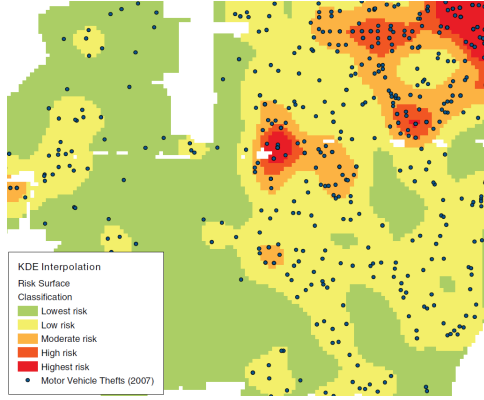 KDE Interpolation
Risk Surface
Classification
Lowest risk
Low risk
Moderate risk
High risk
Highest risk
Motor Vehicle Thefts (2007)